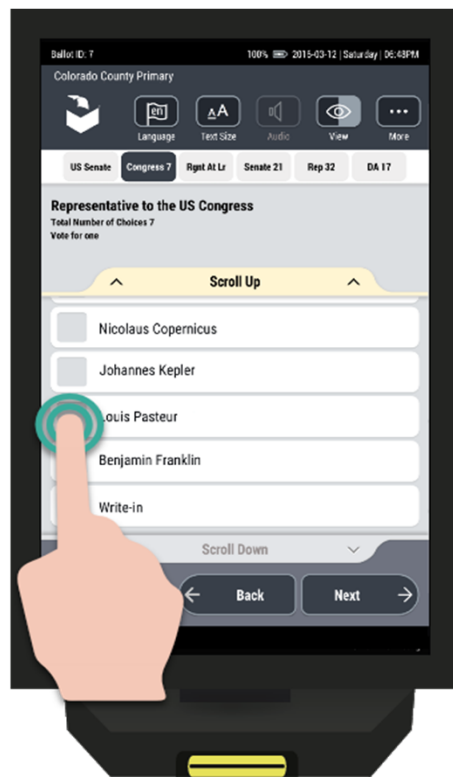 Ballot ID: 7 100% 2015-03-12 | Saturday | 06:48PM
Colorado County Primary
en AA
Language Text Size Audio View More
US Senate Congress 7 Rgnt At Lr Senate 21 Rep 32 DA 17
Representative to the US Congress
Total Number of Choices 7
Vote for one
Scroll Up
Nicolaus Copernicus
Johannes Kepler
Louis Pasteur
Benjamin Franklin
Write-in
Scroll Down
Back Next